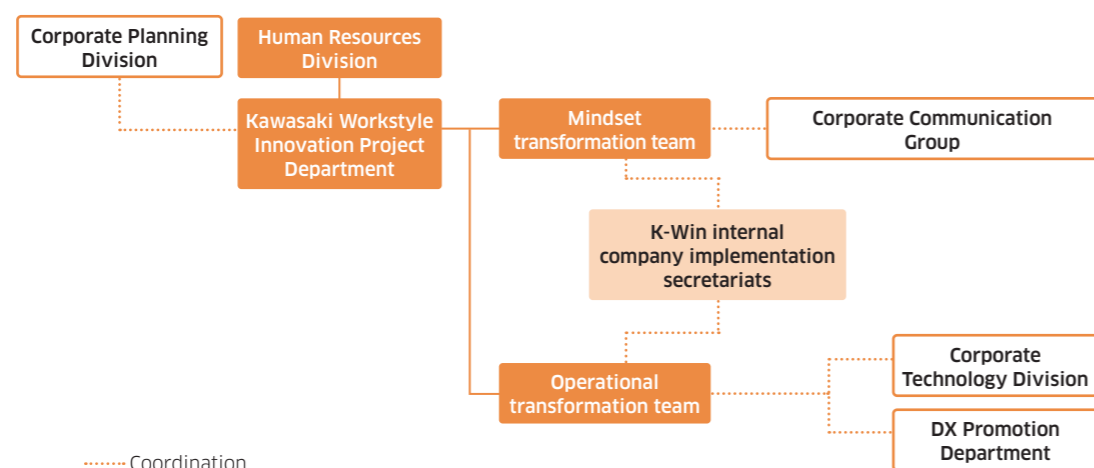 Corporate Planning
Division
Human Resources
Division
Kawasaki Workstyle
Innovation Project
Department
Mindset
transformation team
Corporate Communication
Group
K-Win internal
company implementation
secretariats
Operational
transformation team
Corporate
Technology Division
DX Promotion
Department
Coordination